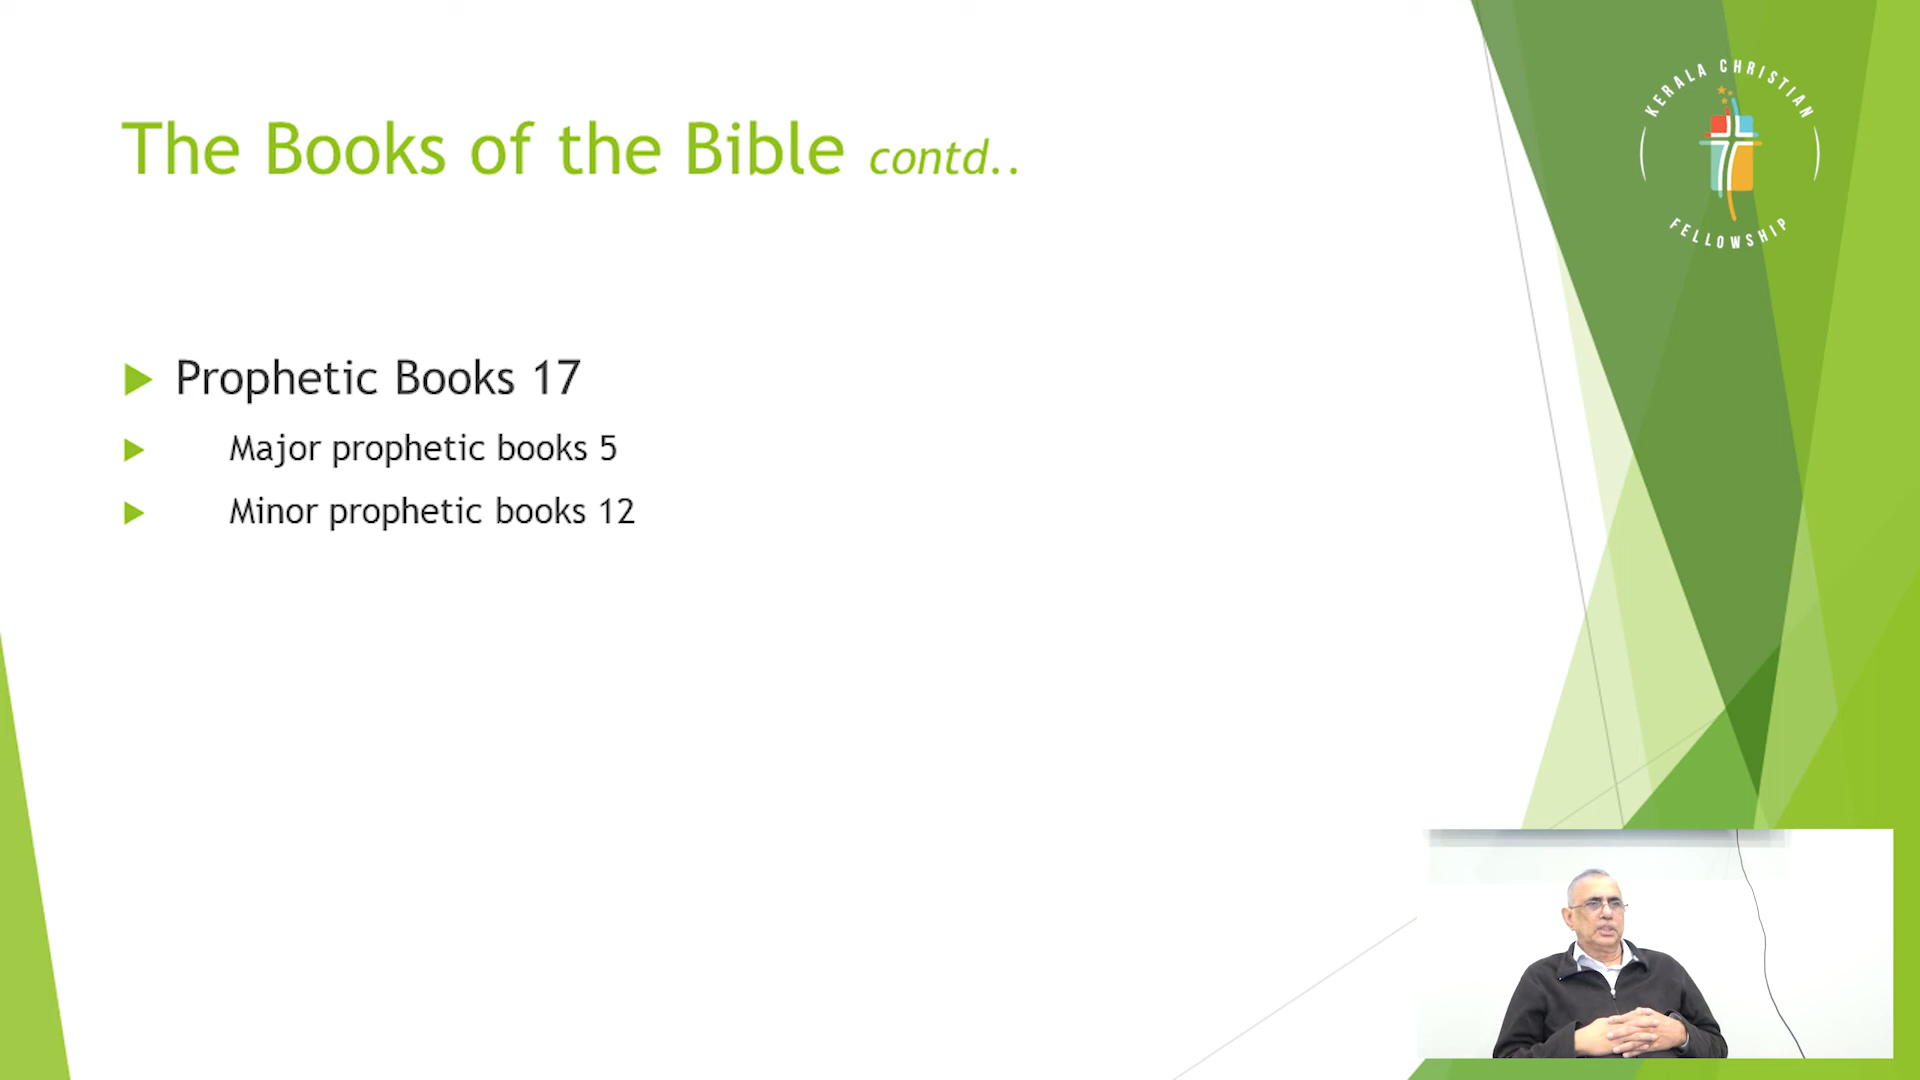 KERALA CHRISTIAN
FELLOWSHIP
The Books of the Bible contd..
Prophetic Books 17
Major prophetic books 5
Minor prophetic books 12